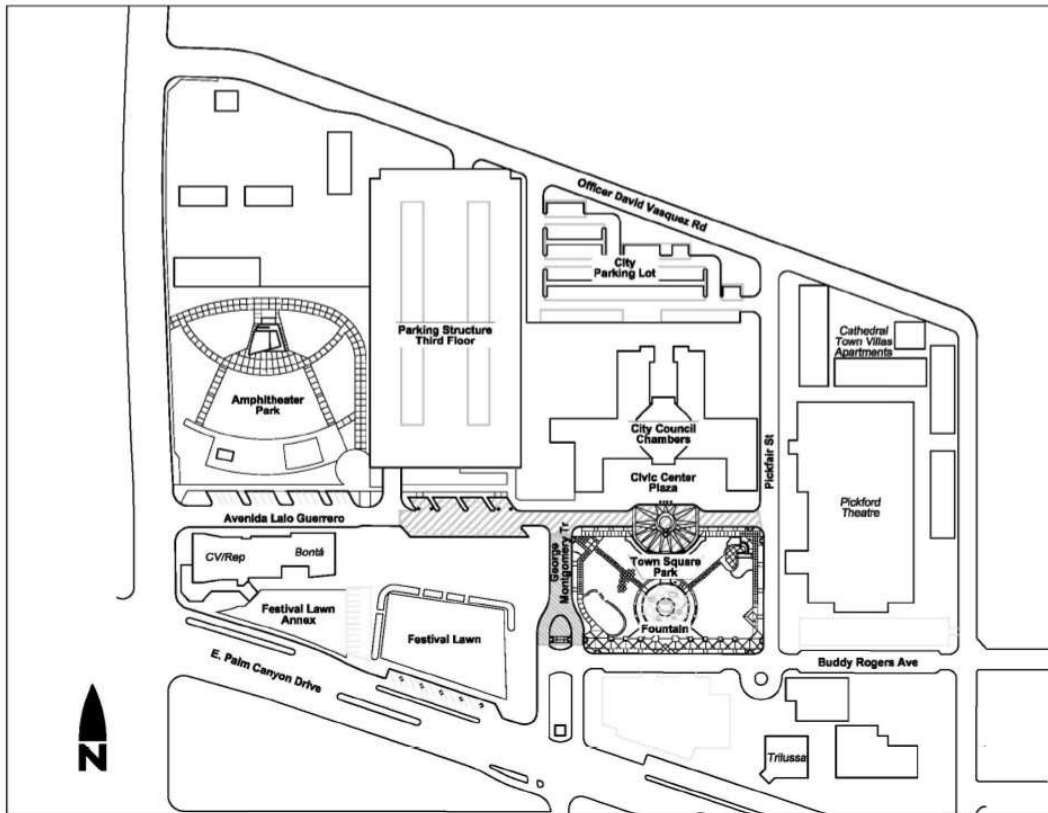 Officer David Vasquez Rd
City
Parking Lot
Parking Structure
Third Floor
Cathedral
Town Villas
Apartments
Amphitheater
Park
City Council
Chambers
Pickfair St
Civic Center
Plaza
Pickford
Theatre
Avenida Lalo Guerrero
George
Montgomery Tr
CV/Rep
Bontá
Town Square
Park
Festival Lawn
Annex
Festival Lawn
Fountain
E. Palm Canyon Drive
Buddy Rogers Ave
Trilussa
N